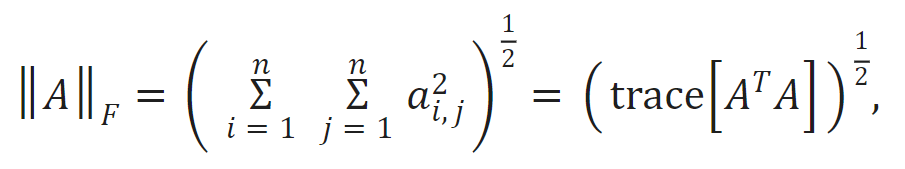 ‖A‖_F = ( Σ_{i = 1}^{n} Σ_{j = 1}^{n} a_{i,j}^{2} )^{1/2} = ( trace[A^T A] )^{1/2},